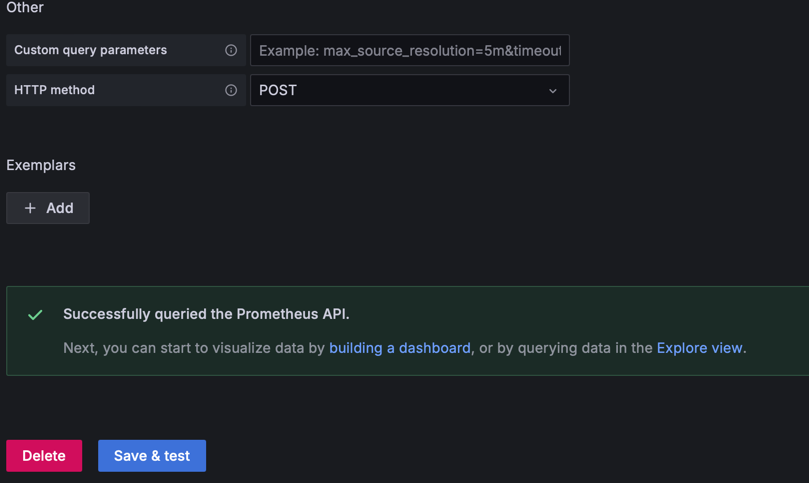 Other
Custom query parameters
Example: max_source_resolution=5m&timeout
HTTP method
POST
Exemplars
+ Add
Successfully queried the Prometheus API.
Next, you can start to visualize data by building a dashboard, or by querying data in the Explore view.
Delete
Save & test